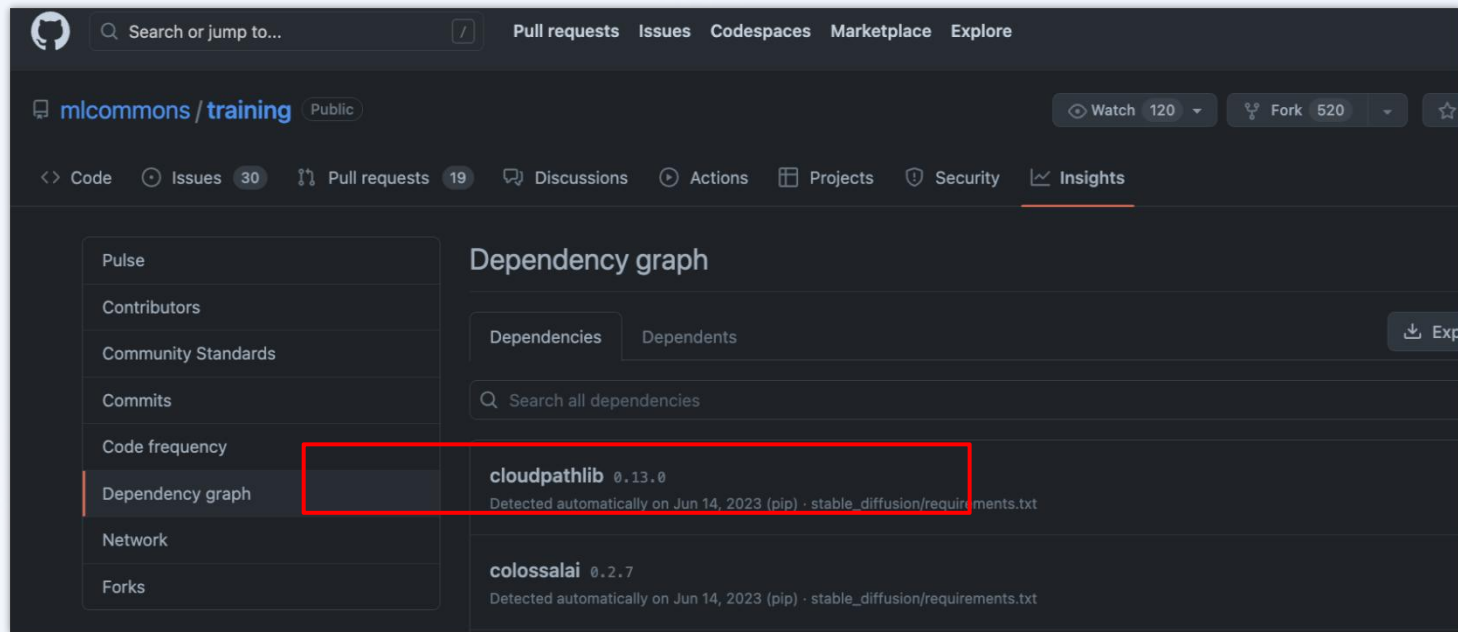 Search or jump to... / Pull requests Issues Codespaces Marketplace Explore
mlcommons / training Public Watch 120 Fork 520
Code Issues 30 Pull requests 19 Discussions Actions Projects Security Insights
Pulse
Contributors
Community Standards
Commits
Code frequency
Dependency graph
Network
Forks
Dependency graph
Dependencies Dependents Exp
Search all dependencies
cloudpathlib 0.13.0
Detected automatically on Jun 14, 2023 (pip) · stable_diffusion/requirements.txt
colossalai 0.2.7
Detected automatically on Jun 14, 2023 (pip) · stable_diffusion/requirements.txt